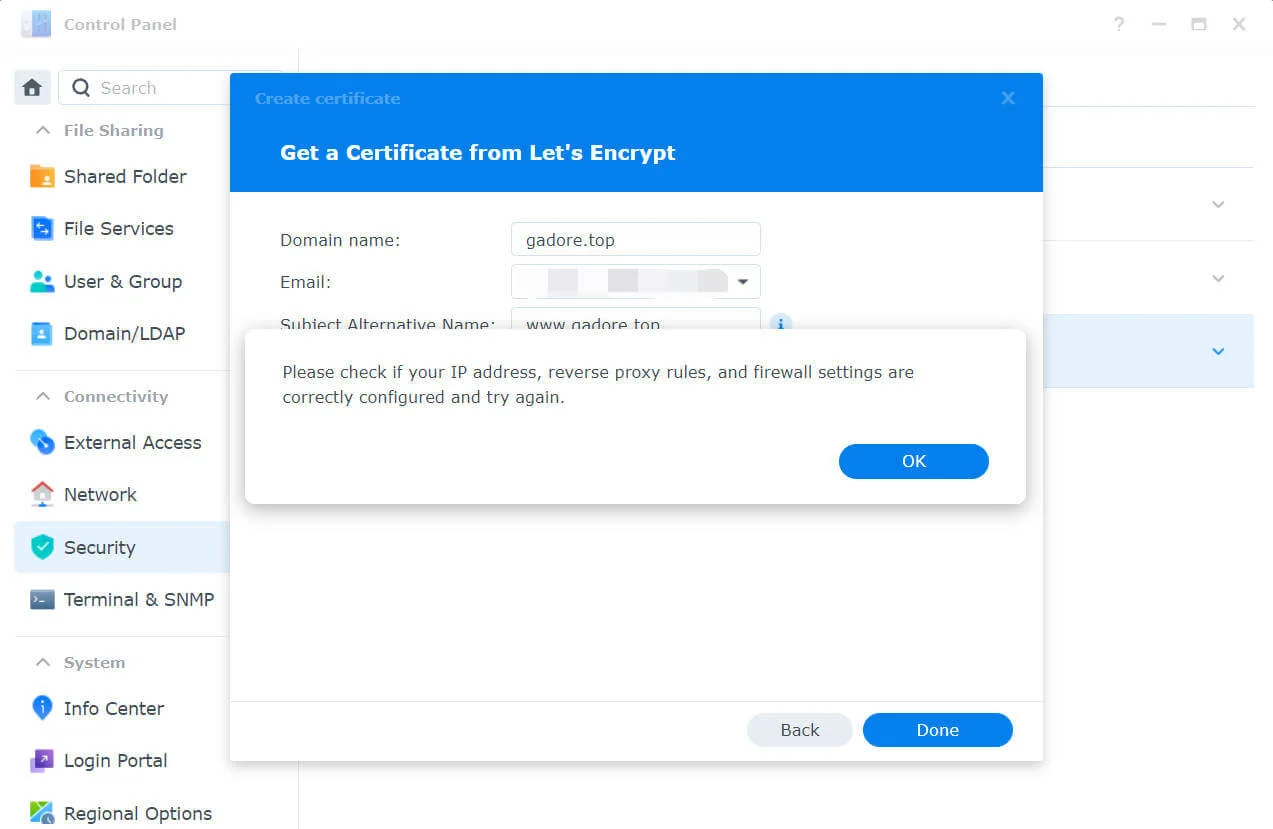 Control Panel
?
Search
File Sharing
Shared Folder
File Services
User & Group
Domain/LDAP
Connectivity
External Access
Network
Security
Terminal & SNMP
System
Info Center
Login Portal
Regional Options
Create certificate
Get a Certificate from Let's Encrypt
Domain name: gadore.top
Email:
Subject Alternative Name: www.gadore.top
Please check if your IP address, reverse proxy rules, and firewall settings are
correctly configured and try again.
OK
Back Done